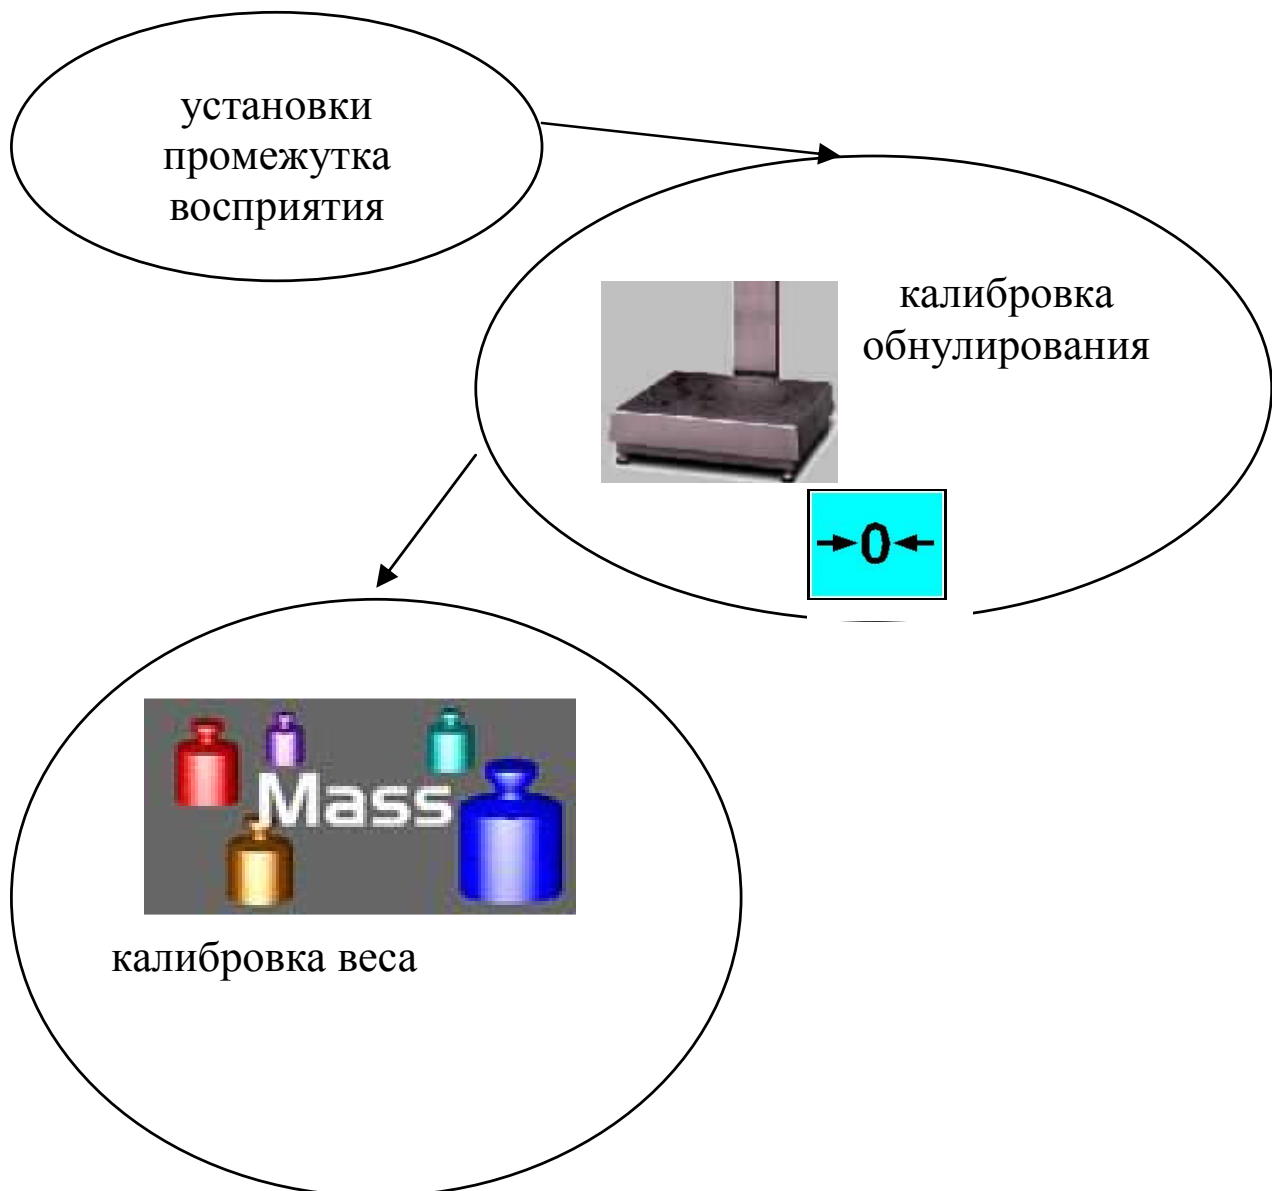 установки
промежутка
восприятия
калибровка
обнулирования
→0←
Mass
калибровка веса